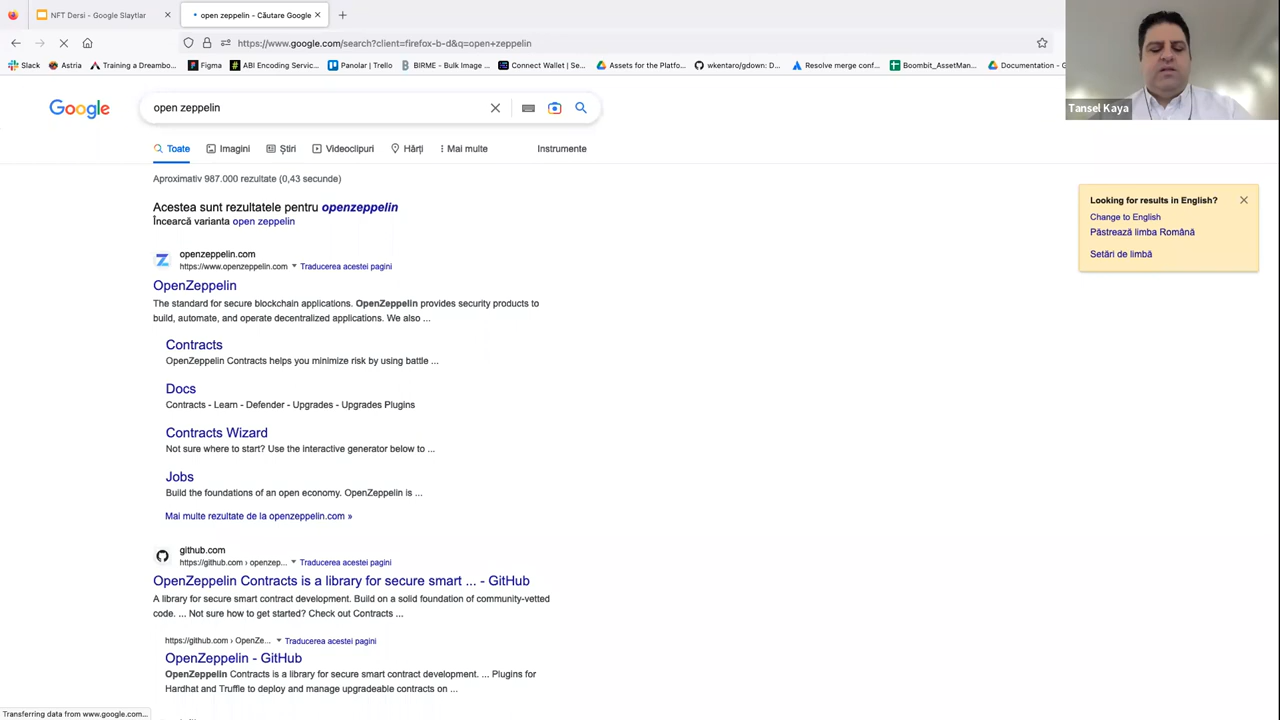 NFT Dersi - Google Slaytlar
open zeppelin - Căutare Google
https://www.google.com/search?client=firefox-b-d&q=open+zeppelin
Slack
Astria
Training a Drembo...
Figma
ABI Encoding Servic...
Panolar | Trello
BIRME - Bulk Image ...
Connect Wallet | Se...
Assets for the Platfo...
wkentaro/gdown: D...
Resolve merge conf...
Boombit_AssetMan...
Documentation - G
Tansel Kaya
Google
open zeppelin
Toate
Imagini
Știri
Videoclipuri
Hărți
Mai multe
Instrumente
Aproximativ 987.000 rezultate (0,43 secunde)
Acestea sunt rezultatele pentru openzeppelin
Încearcă varianta open zeppelin
Looking for results in English?
Change to English
Păstrează limba Română
Setări de limbă
openzeppelin.com
https://www.openzeppelin.com Traducerea acestei pagini
OpenZeppelin
The standard for secure blockchain applications. OpenZeppelin provides security products to
build, automate, and operate decentralized applications. We also ...
Contracts
OpenZeppelin Contracts helps you minimize risk by using battle ...
Docs
Contracts - Learn - Defender - Upgrades - Upgrades Plugins
Contracts Wizard
Not sure where to start? Use the interactive generator below to ...
Jobs
Build the foundations of an open economy. OpenZeppelin is ...
Mai multe rezultate de la openzeppelin.com »
github.com
https://github.com › openzep... Traducerea acestei pagini
OpenZeppelin Contracts is a library for secure smart ... - GitHub
A library for secure smart contract development. Build on a solid foundation of community-vetted
code. ... Not sure how to get started? Check out Contracts ...
https://github.com › OpenZe... Traducerea acestei pagini
OpenZeppelin - GitHub
OpenZeppelin Contracts is a library for secure smart contract development. ... Plugins for
Hardhat and Truffle to deploy and manage upgradeable contracts on ...
Transferring data from www.google.com...